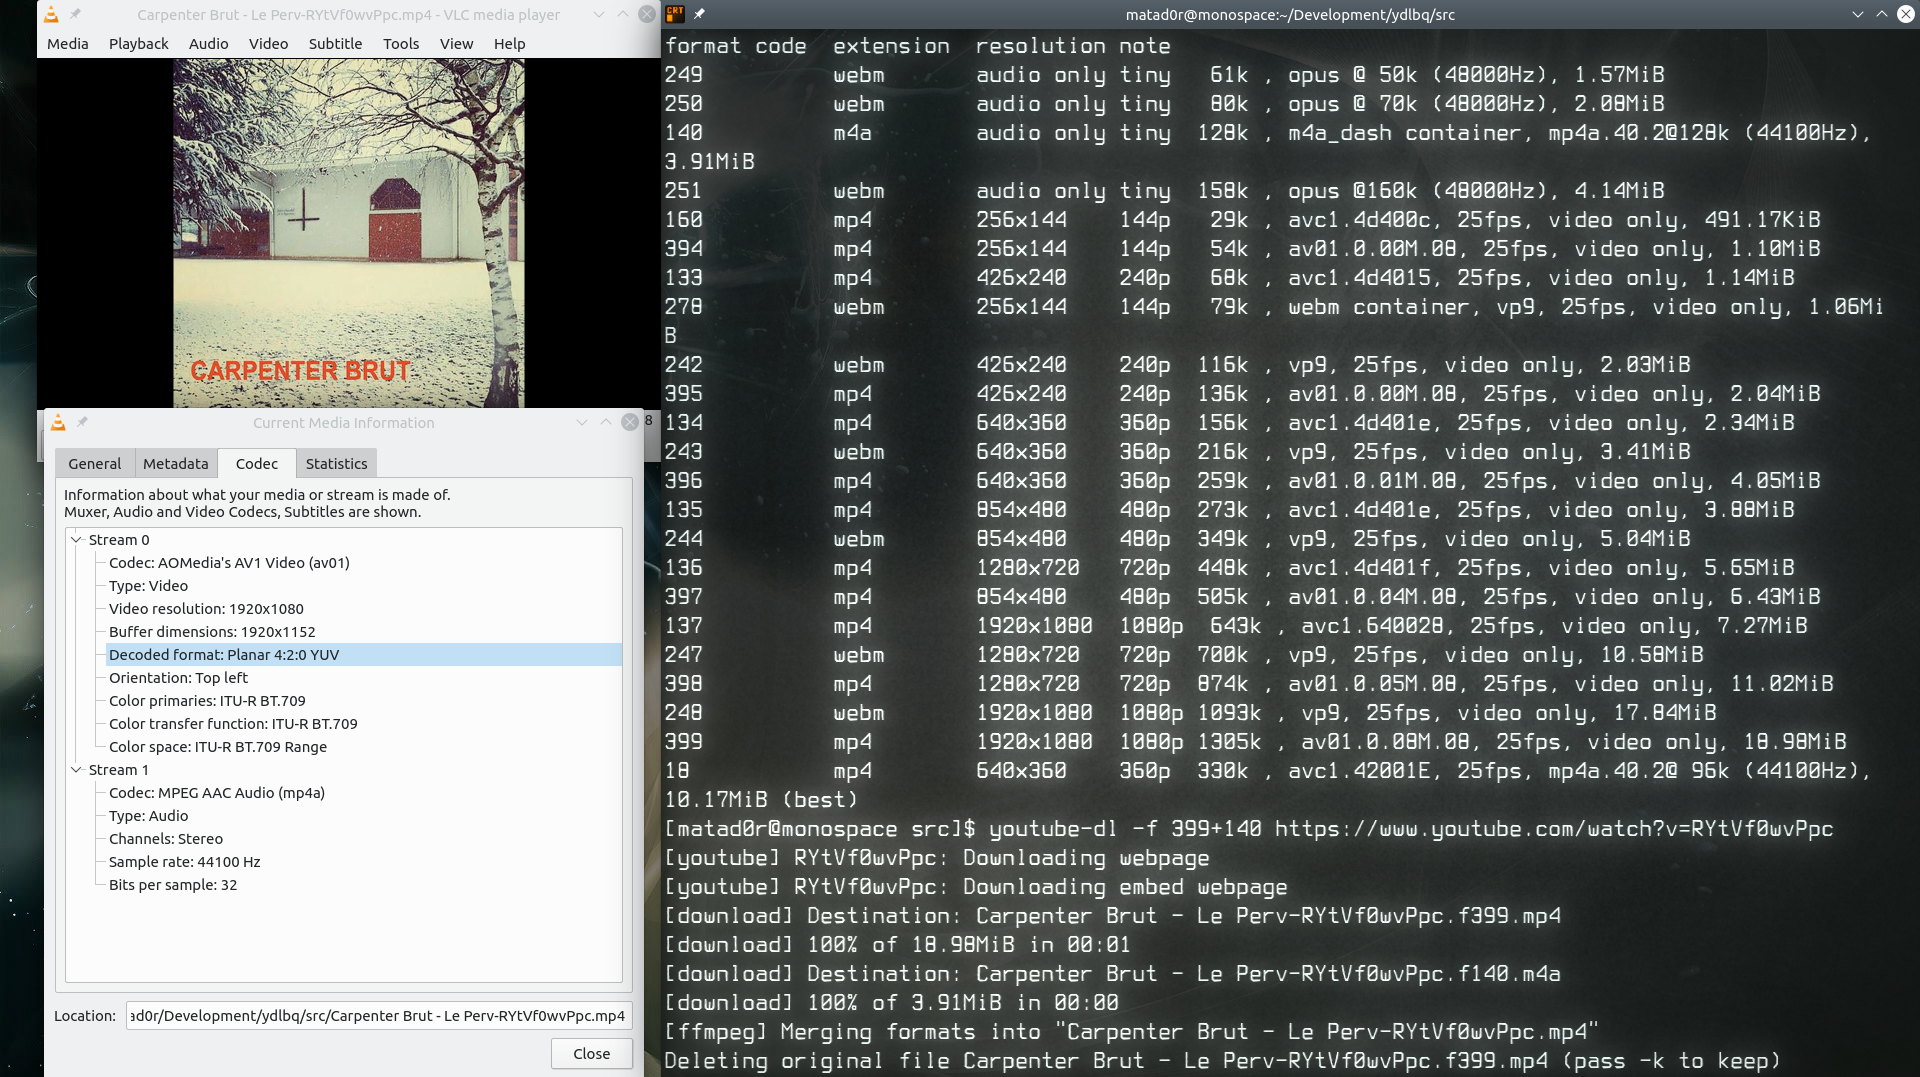 Carpenter Brut - Le Perv-RYtVf0wvPpc.mp4 - VLC media player
Media Playback Audio Video Subtitle Tools View Help
CARPENTER BRUT
8
Current Media Information
General Metadata Codec Statistics
Information about what your media or stream is made of.
Muxer, Audio and Video Codecs, Subtitles are shown.
Stream 0
Codec: AOMedia's AV1 Video (av01)
Type: Video
Video resolution: 1920x1080
Buffer dimensions: 1920x1152
Decoded format: Planar 4:2:0 YUV
Orientation: Top left
Color primaries: ITU-R BT.709
Color transfer function: ITU-R BT.709
Color space: ITU-R BT.709 Range
Stream 1
Codec: MPEG AAC Audio (mp4a)
Type: Audio
Channels: Stereo
Sample rate: 44100 Hz
Bits per sample: 32
Location: ad0r/Development/ydlbq/src/Carpenter Brut - Le Perv-RYtVf0wvPpc.mp4
Close
CRT
matad0r@monospace:~/Development/ydlbq/src
format code extension resolution note
249 webm audio only tiny 61k , opus @ 50k (48000Hz), 1.57MiB
250 webm audio only tiny 80k , opus @ 70k (48000Hz), 2.08MiB
140 m4a audio only tiny 128k , m4a_dash container, mp4a.40.2@128k (44100Hz),
3.91MiB
251 webm audio only tiny 158k , opus @160k (48000Hz), 4.14MiB
160 mp4 256x144 144p 29k , avc1.4d400c, 25fps, video only, 491.17KiB
394 mp4 256x144 144p 54k , av01.0.00M.08, 25fps, video only, 1.10MiB
133 mp4 426x240 240p 68k , avc1.4d4015, 25fps, video only, 1.14MiB
278 webm 256x144 144p 79k , webm container, vp9, 25fps, video only, 1.06Mi
B
242 webm 426x240 240p 116k , vp9, 25fps, video only, 2.03MiB
395 mp4 426x240 240p 136k , av01.0.00M.08, 25fps, video only, 2.04MiB
134 mp4 640x360 360p 156k , avc1.4d401e, 25fps, video only, 2.34MiB
243 webm 640x360 360p 216k , vp9, 25fps, video only, 3.41MiB
396 mp4 640x360 360p 259k , av01.0.01M.08, 25fps, video only, 4.05MiB
135 mp4 854x480 480p 273k , avc1.4d401e, 25fps, video only, 3.88MiB
244 webm 854x480 480p 349k , vp9, 25fps, video only, 5.04MiB
136 mp4 1280x720 720p 448k , avc1.4d401f, 25fps, video only, 5.65MiB
397 mp4 854x480 480p 505k , av01.0.04M.08, 25fps, video only, 6.43MiB
137 mp4 1920x1080 1080p 643k , avc1.640028, 25fps, video only, 7.27MiB
247 webm 1280x720 720p 700k , vp9, 25fps, video only, 10.58MiB
398 mp4 1280x720 720p 874k , av01.0.05M.08, 25fps, video only, 11.02MiB
248 webm 1920x1080 1080p 1093k , vp9, 25fps, video only, 17.84MiB
399 mp4 1920x1080 1080p 1305k , av01.0.08M.08, 25fps, video only, 18.98MiB
18 mp4 640x360 360p 330k , avc1.42001E, 25fps, mp4a.40.2@ 96k (44100Hz),
10.17MiB (best)
[matad0r@monospace src]$ youtube-dl -f 399+140 https://www.youtube.com/watch?v=RYtVf0wvPpc
[youtube] RYtVf0wvPpc: Downloading webpage
[youtube] RYtVf0wvPpc: Downloading embed webpage
[download] Destination: Carpenter Brut - Le Perv-RYtVf0wvPpc.f399.mp4
[download] 100% of 18.98MiB in 00:01
[download] Destination: Carpenter Brut - Le Perv-RYtVf0wvPpc.f140.m4a
[download] 100% of 3.91MiB in 00:00
[ffmpeg] Merging formats into "Carpenter Brut - Le Perv-RYtVf0wvPpc.mp4"
Deleting original file Carpenter Brut - Le Perv-RYtVf0wvPpc.f399.mp4 (pass -k to keep)